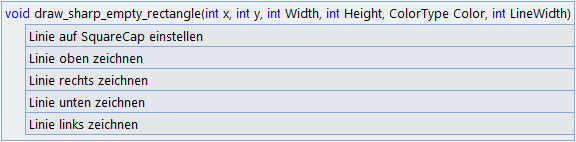 void draw_sharp_empty_rectangle(int x, int y, int Width, int Height, ColorType Color, int LineWidth)
Linie auf SquareCap einstellen
Linie oben zeichnen
Linie rechts zeichnen
Linie unten zeichnen
Linie links zeichnen